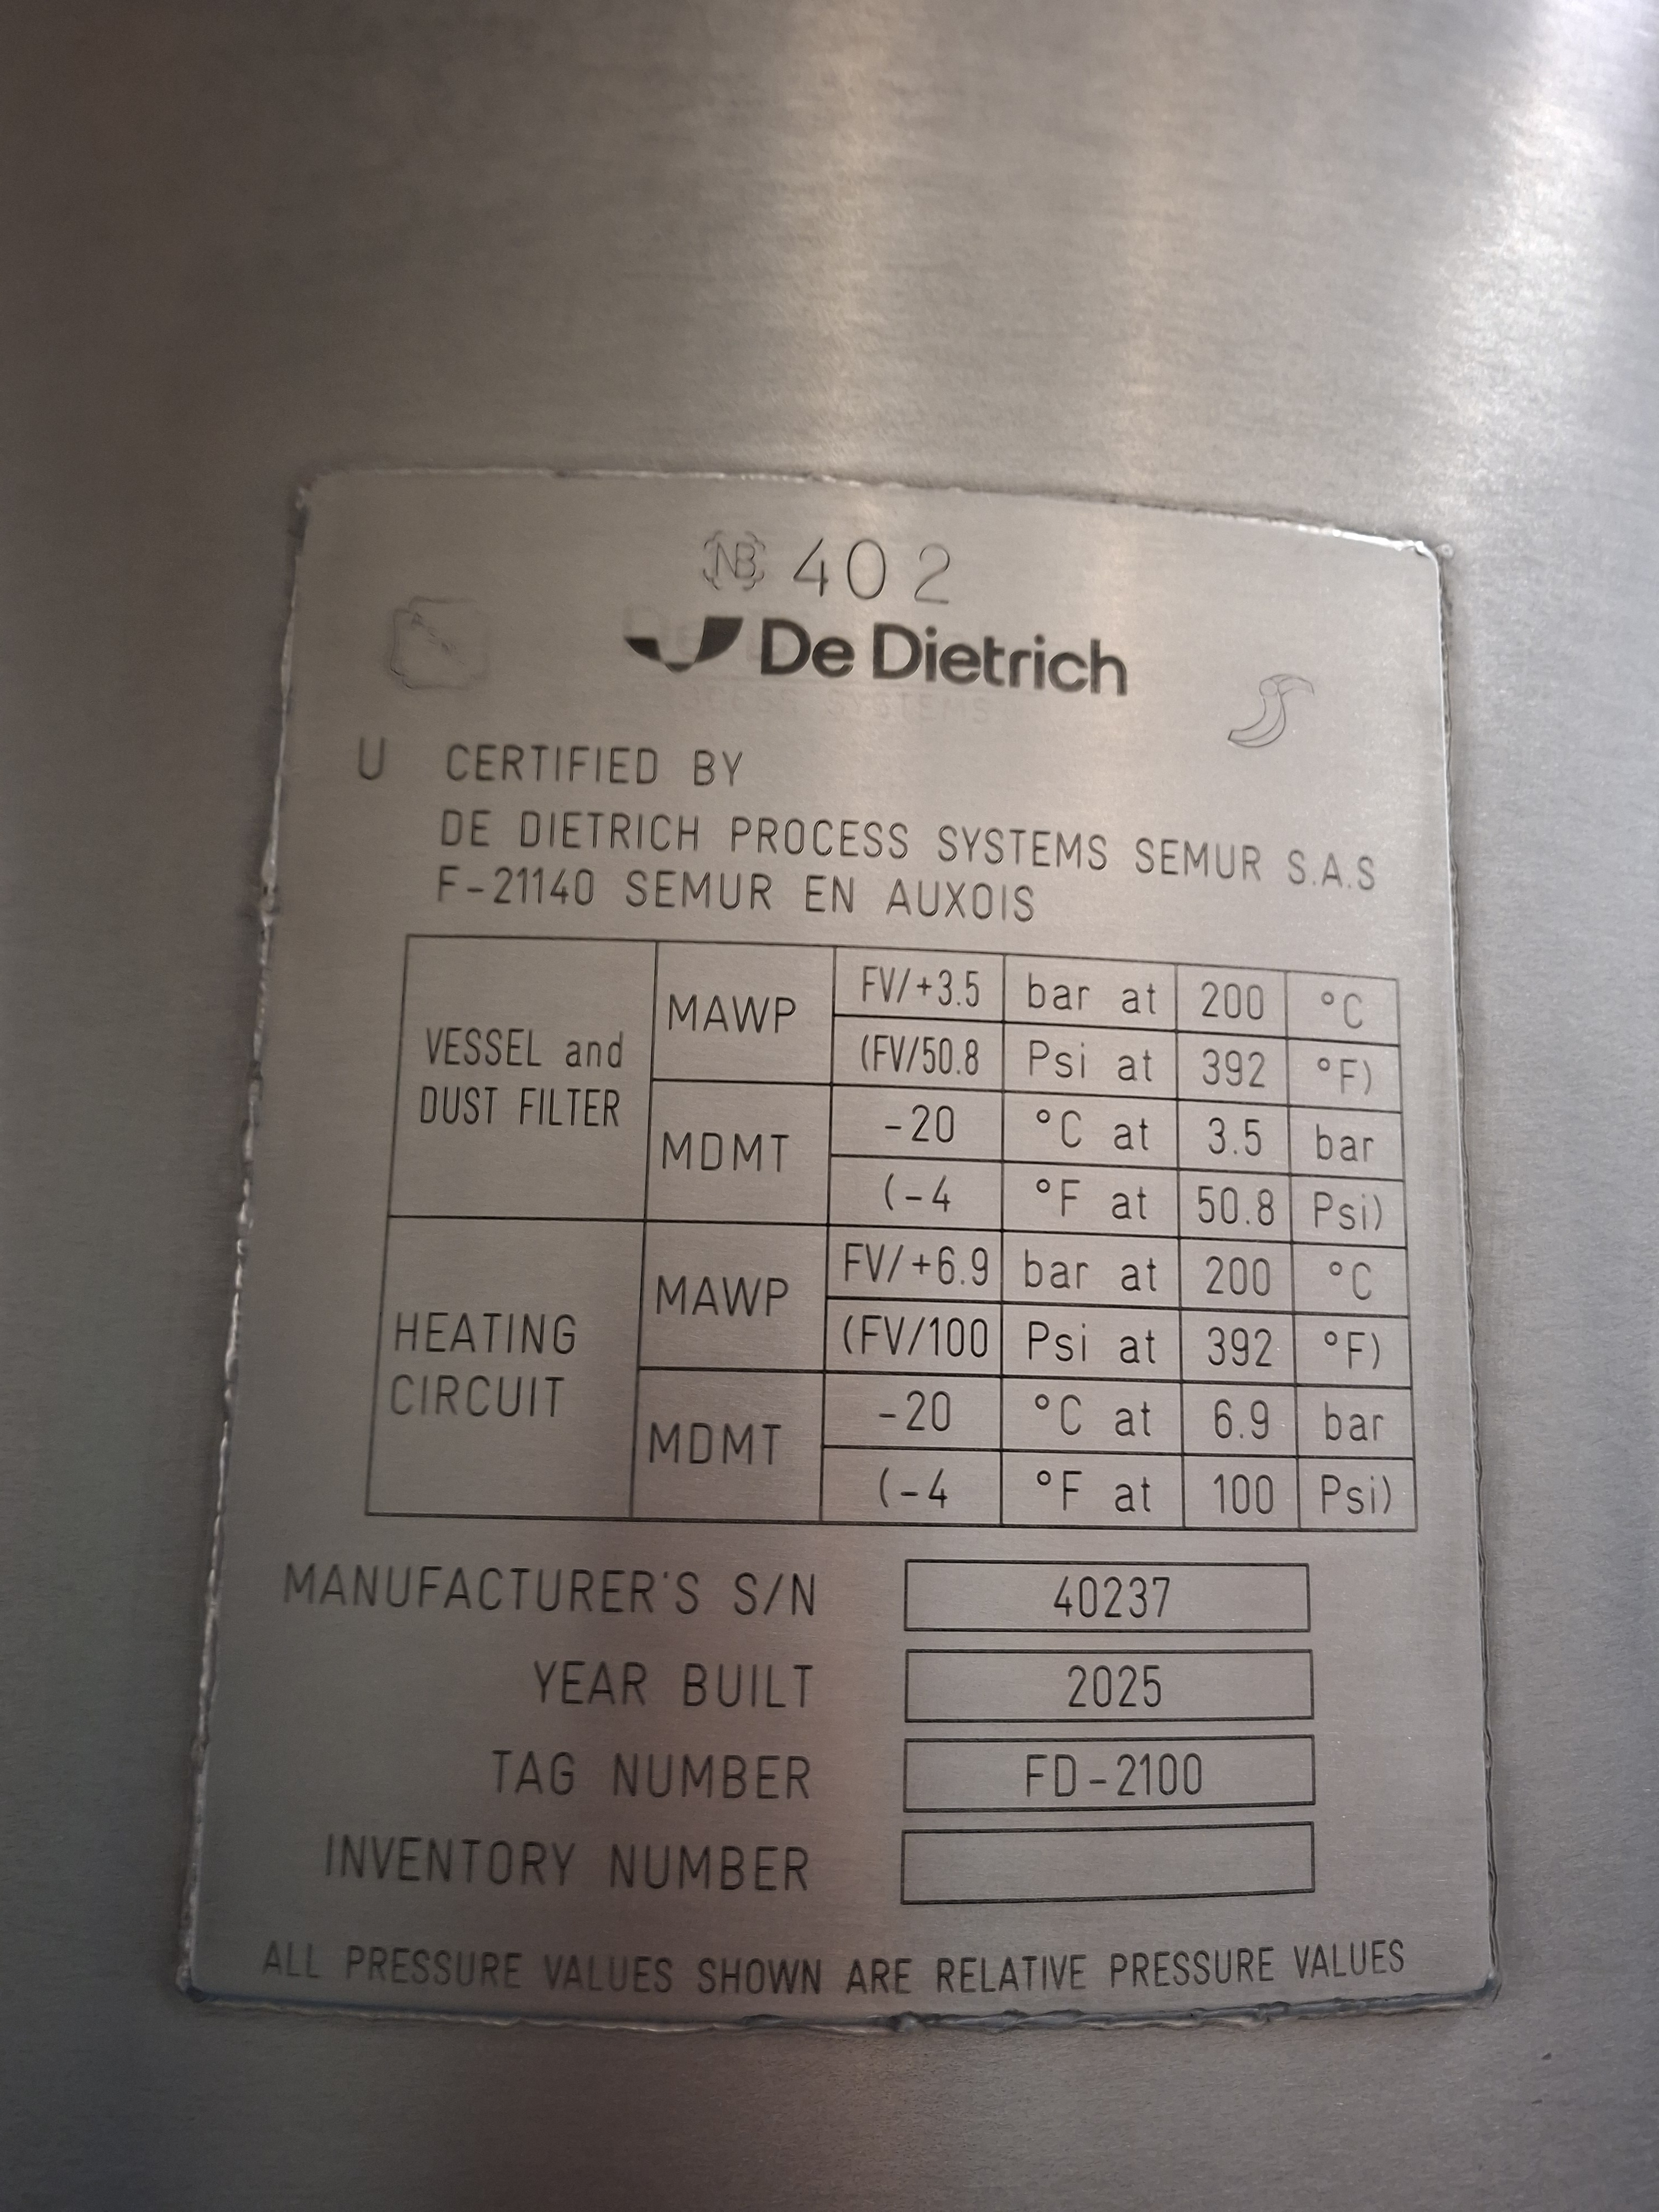 NB 402
De Dietrich
PROCESS SYSTEMS
U CERTIFIED BY
DE DIETRICH PROCESS SYSTEMS SEMUR S.A.S
F-21140 SEMUR EN AUXOIS
VESSEL and DUST FILTER
MAWP
FV/+3.5 bar at 200 °C
(FV/50.8 Psi at 392 °F)
MDMT
-20 °C at 3.5 bar
(-4 °F at 50.8 Psi)
HEATING CIRCUIT
MAWP
FV/+6.9 bar at 200 °C
(FV/100 Psi at 392 °F)
MDMT
-20 °C at 6.9 bar
(-4 °F at 100 Psi)
MANUFACTURER'S S/N 40237
YEAR BUILT 2025
TAG NUMBER FD-2100
INVENTORY NUMBER
ALL PRESSURE VALUES SHOWN ARE RELATIVE PRESSURE VALUES